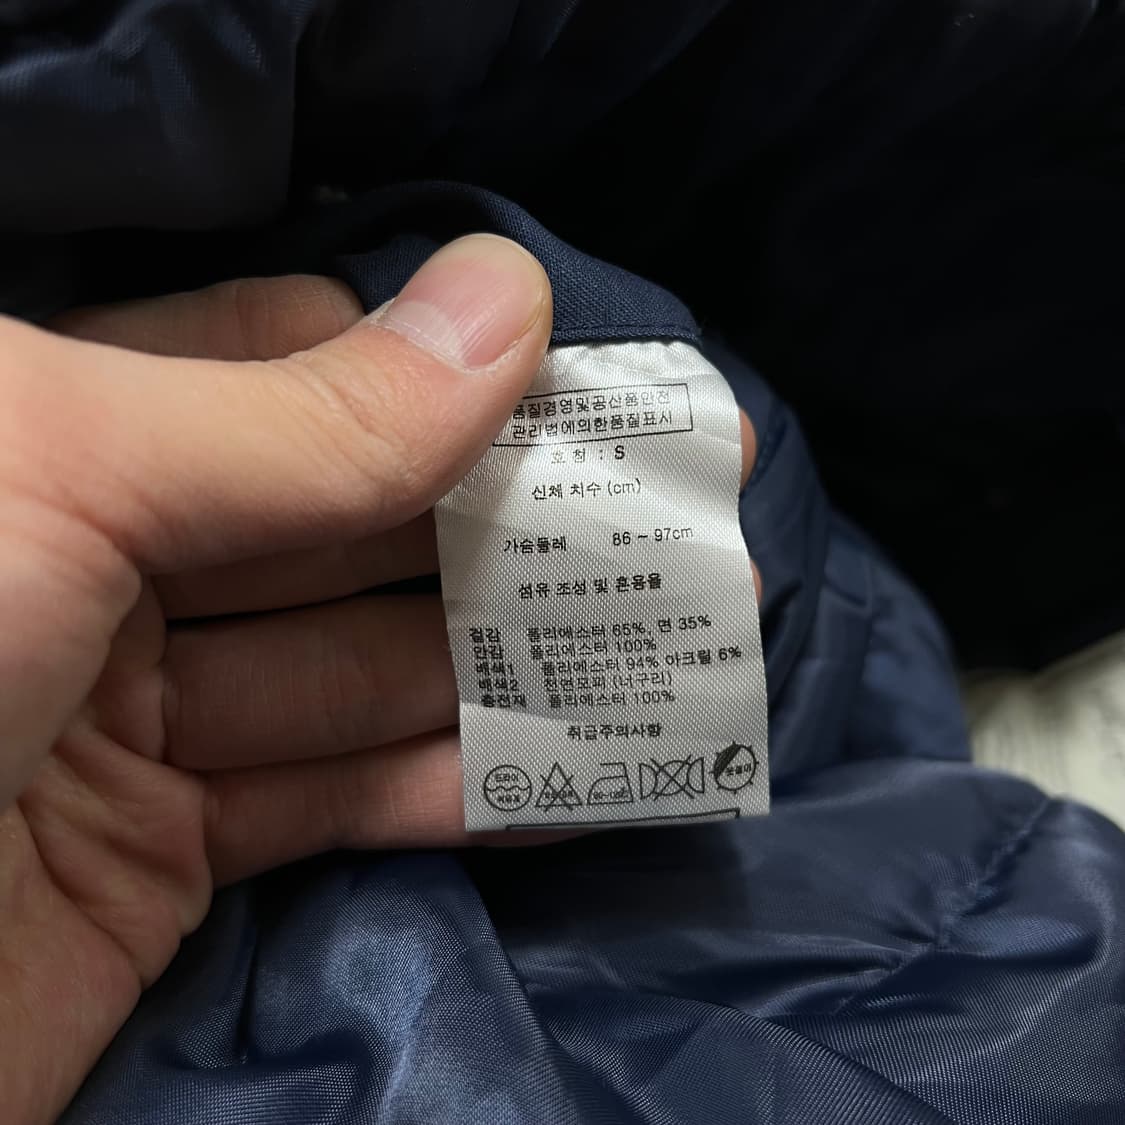 품질경영및공산품안전
관리법에의한품질표시
호 칭 : S
신체 치수 (cm)
가슴둘레 86 ~ 97cm
섬유 조성 및 혼용율
겉감 폴리에스터 65%, 면 35%
안감 폴리에스터 100%
배색1 폴리에스터 94% 아크릴 6%
배색2 천연모피 (너구리)
충전재 폴리에스터 100%
취급주의사항
드라이